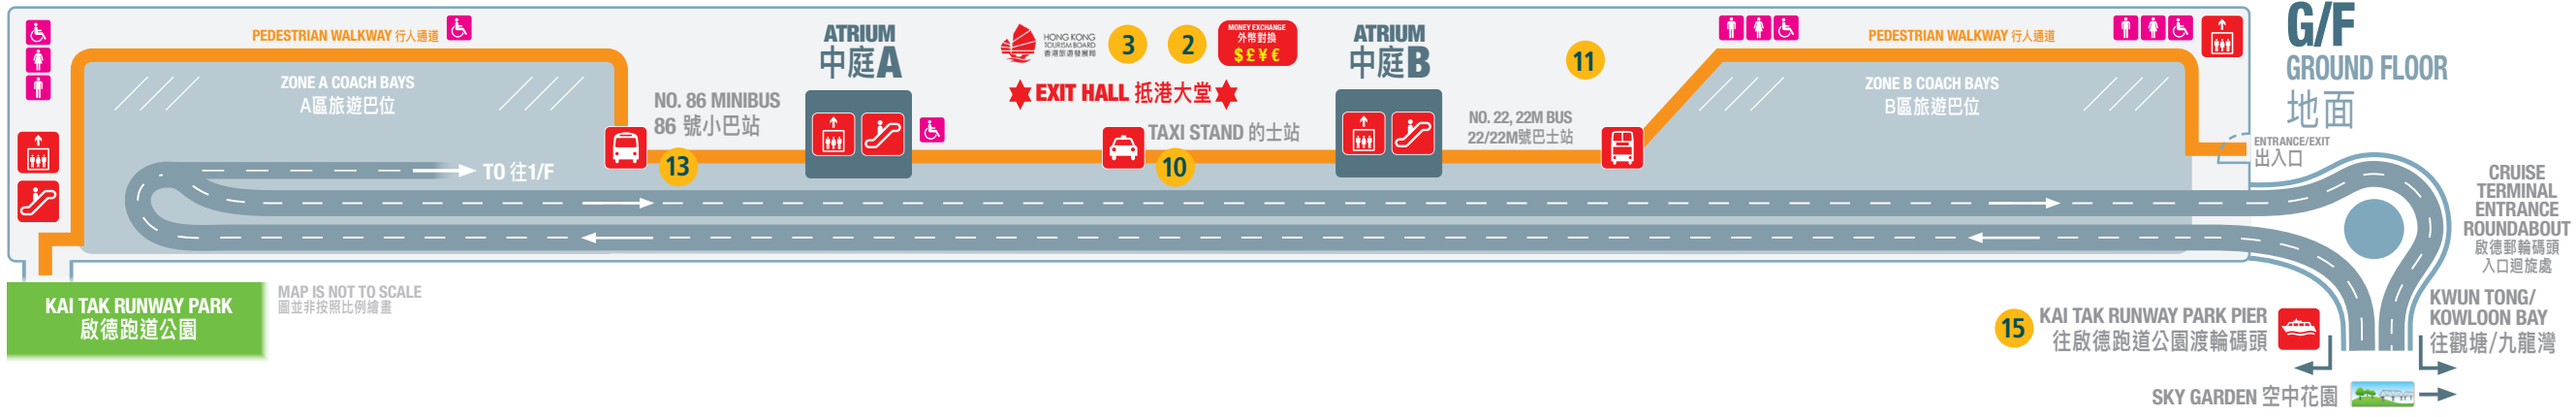 PEDESTRIAN WALKWAY 行人通道
ZONE A COACH BAYS
A區旅遊巴位
NO. 86 MINIBUS
86 號小巴站
13
TO 往1/F
ATRIUM
中庭A
HONG KONG
TOURISM BOARD
香港旅遊發展局
3
2
MONEY EXCHANGE
外幣對換
$£¥€
EXIT HALL 抵港大堂
TAXI STAND 的士站
10
ATRIUM
中庭B
NO. 22, 22M BUS
22/22M號巴士站
11
PEDESTRIAN WALKWAY 行人通道
ZONE B COACH BAYS
B區旅遊巴位
G/F
GROUND FLOOR
地面
ENTRANCE/EXIT
出入口
CRUISE
TERMINAL
ENTRANCE
ROUNDABOUT
啟德郵輪碼頭
入口迴旋處
KAI TAK RUNWAY PARK
啟德跑道公園
MAP IS NOT TO SCALE
圖並非按照比例繪畫
15
KAI TAK RUNWAY PARK PIER
往啟德跑道公園渡輪碼頭
KWUN TONG/
KOWLOON BAY
往觀塘/九龍灣
SKY GARDEN 空中花園